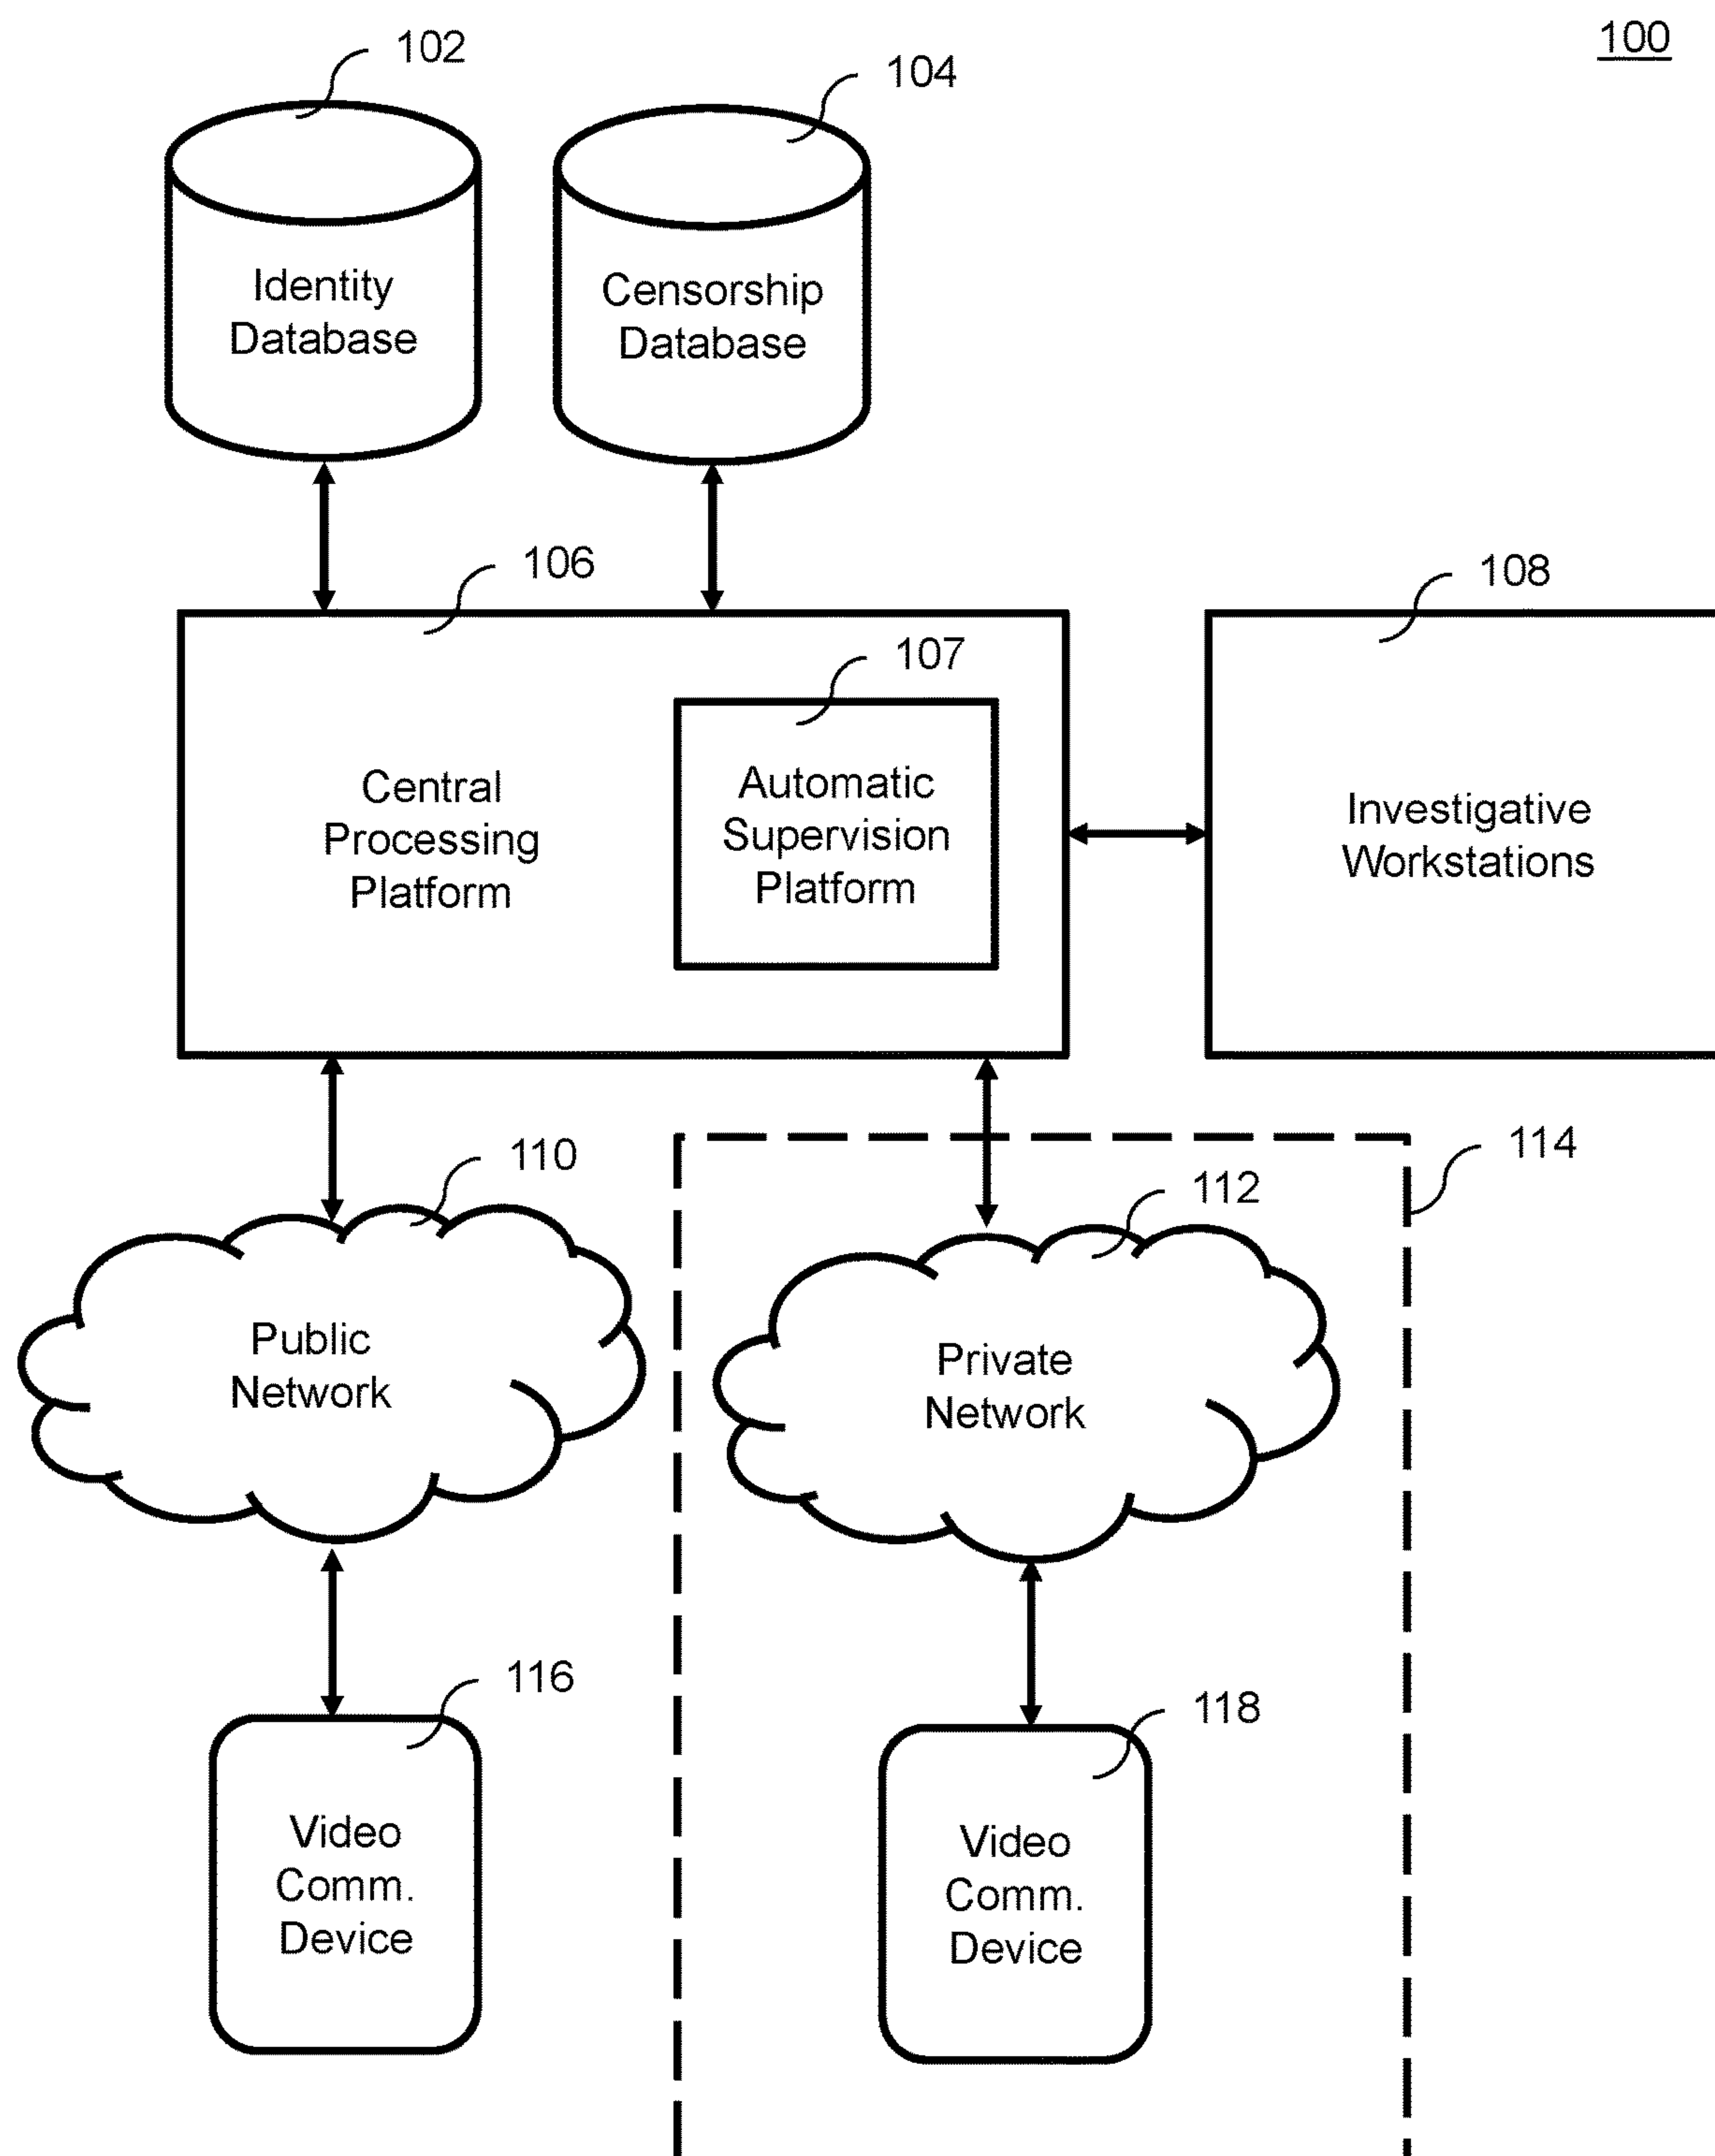 100
102
104
Identity
Database
Censorship
Database
106
108
107
Central
Processing
Platform
Automatic
Supervision
Platform
Investigative
Workstations
110
112
114
Public
Network
Private
Network
116
118
Video
Comm.
Device
Video
Comm.
Device